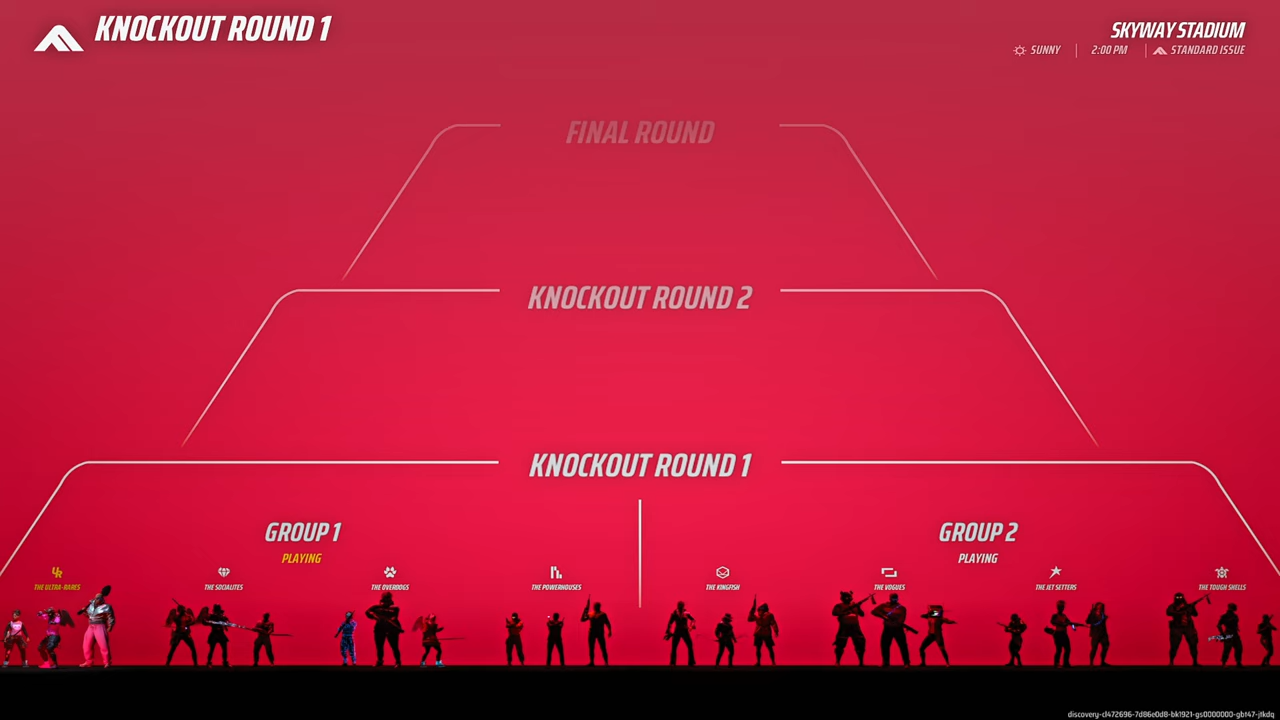 KNOCKOUT ROUND 1
SKYWAY STADIUM
SUNNY 2:00 PM STANDARD ISSUE
FINAL ROUND
KNOCKOUT ROUND 2
KNOCKOUT ROUND 1
GROUP 1
PLAYING
GROUP 2
PLAYING
THE ULTRA-RARES
THE SOCIALITES
THE OVERDOGS
THE POWERHOUSES
THE KINGFISH
THE VOGUES
THE JET SETTERS
THE TOUGH SHELLS